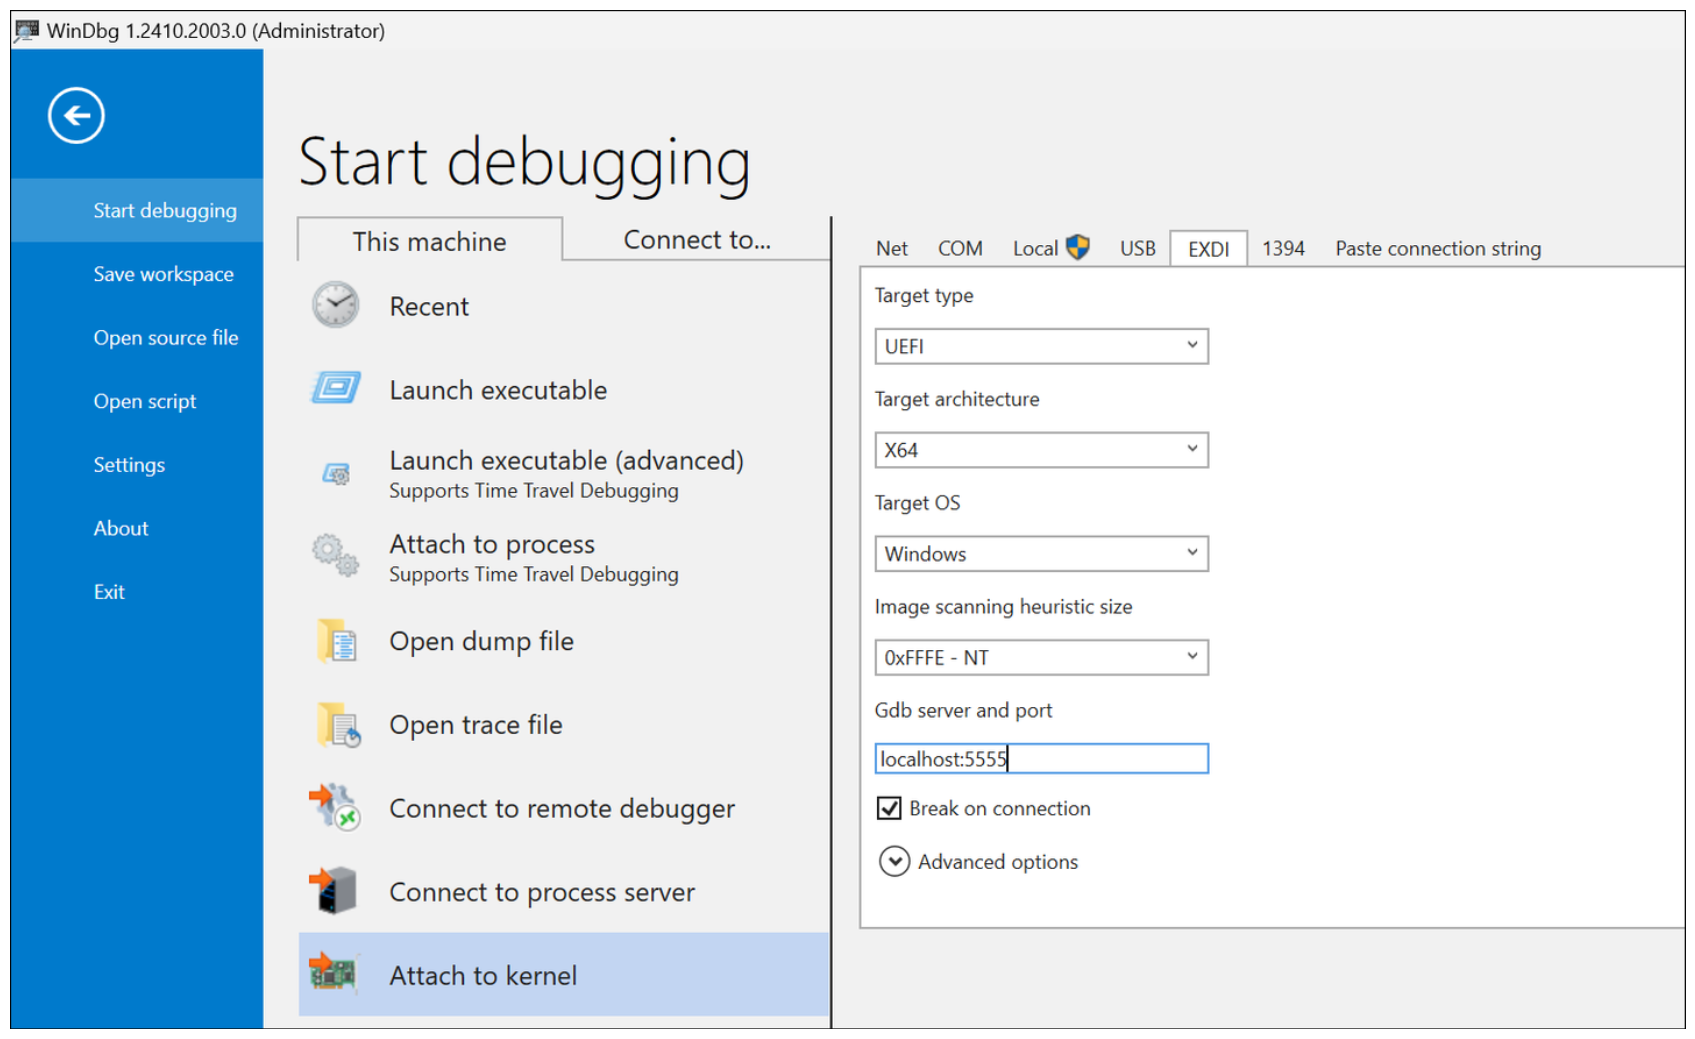 WinDbg 1.2410.2003.0 (Administrator)
Start debugging
Save workspace
Open source file
Open script
Settings
About
Exit
Start debugging
This machine
Connect to...
Recent
Launch executable
Launch executable (advanced)
Supports Time Travel Debugging
Attach to process
Supports Time Travel Debugging
Open dump file
Open trace file
Connect to remote debugger
Connect to process server
Attach to kernel
Net COM Local USB EXDI 1394 Paste connection string
Target type
UEFI
Target architecture
X64
Target OS
Windows
Image scanning heuristic size
0xFFFE - NT
Gdb server and port
localhost:5555
Break on connection
Advanced options